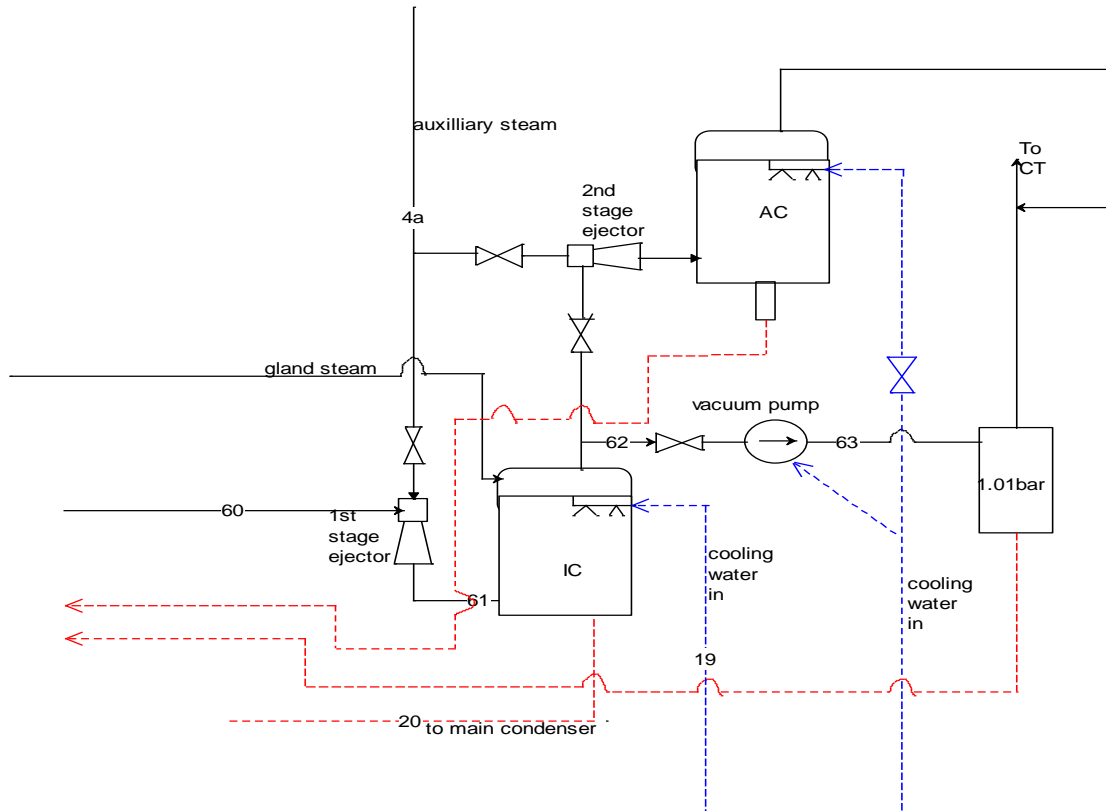 auxilliary steam
To
CT
2nd
stage
ejector
AC
4a
gland steam
vacuum pump
62
63
1.01bar
60
1st
stage
ejector
IC
cooling
water
in
cooling
water
in
61
19
20
to main condenser